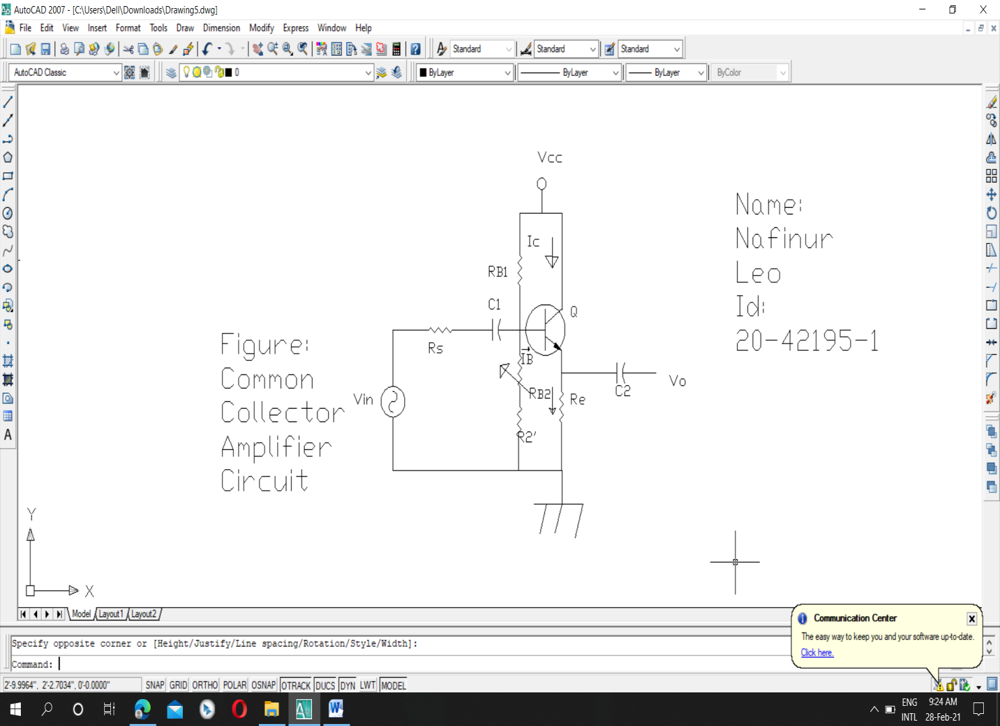 AutoCAD 2007 - [C:\Users\Dell\Downloads\Drawing5.dwg]
File Edit View Insert Format Tools Draw Dimension Modify Express Window Help
Standard Standard Standard
AutoCAD Classic 0 ByLayer ByLayer ByLayer ByColor
A
Vcc
Ic
RB1
C1
Q
Rs
IB
Vin
RB2
Re
C2
Vo
R2'
Figure:
Common
Collector
Amplifier
Circuit
Name:
Nafinur
Leo
Id:
20-42195-1
Y
X
Model Layout1 Layout2
Communication Center
The easy way to keep you and your software up-to-date.
Click here.
Specify opposite corner or [Height/Justify/Line spacing/Rotation/Style/Width]:
Command:
2'-9.9964", 2'-2.7034", 0'-0.0000" SNAP GRID ORTHO POLAR OSNAP OTRACK DUCS DYN LWT MODEL
ENG 9:24 AM
INTL 28-Feb-21